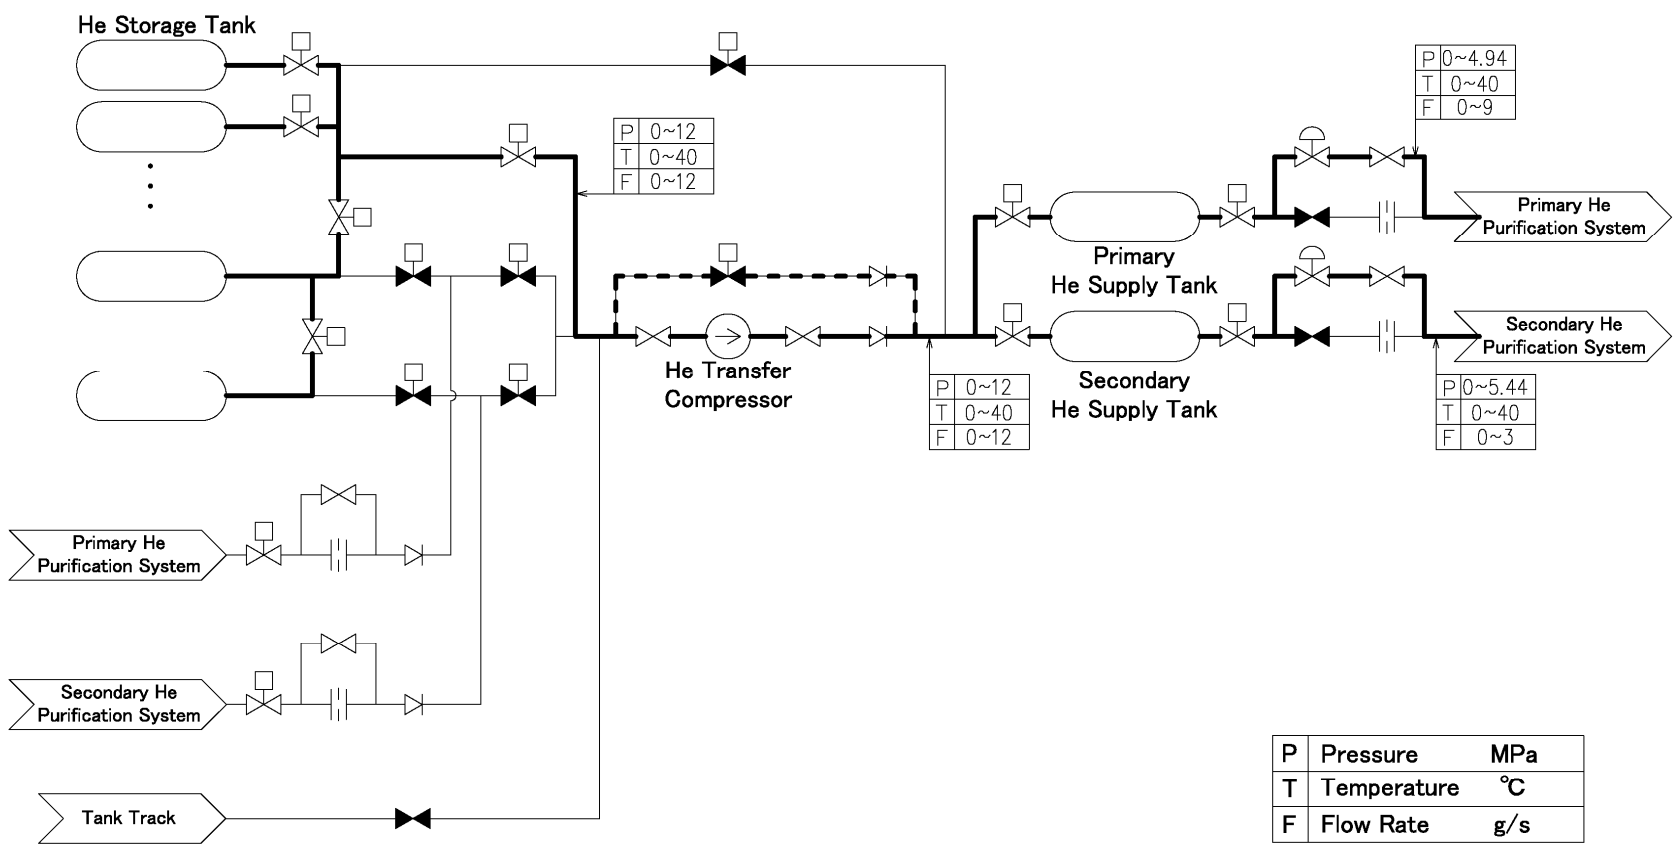 He Storage Tank
P 0~4.94
T 0~40
F 0~9
P 0~12
T 0~40
F 0~12
Primary He
Purification System
Primary
He Supply Tank
Secondary He
Purification System
He Transfer
Compressor
Secondary
He Supply Tank
P 0~12
T 0~40
F 0~12
P 0~5.44
T 0~40
F 0~3
Primary He
Purification System
Secondary He
Purification System
Tank Track
P Pressure MPa
T Temperature ℃
F Flow Rate g/s